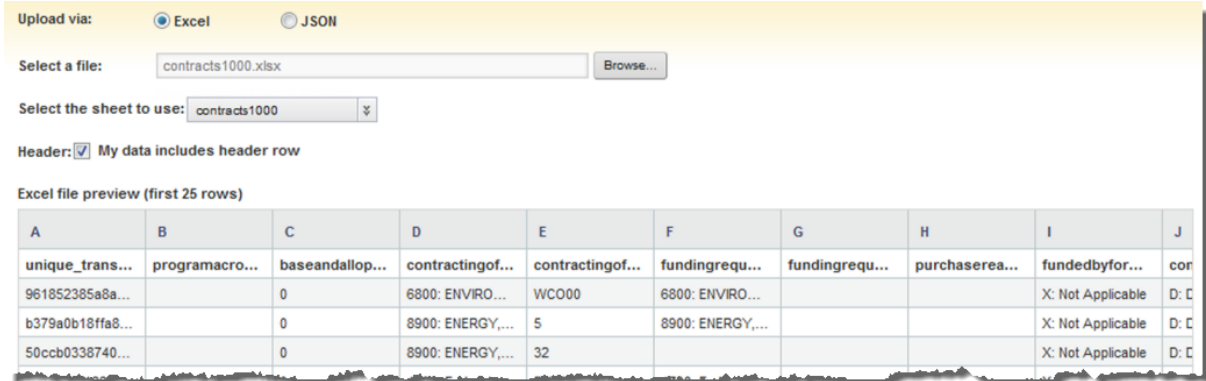 Upload via: Excel JSON
Select a file: contracts1000.xlsx Browse...
Select the sheet to use: contracts1000
Header: My data includes header row
Excel file preview (first 25 rows)
A B C D E F G H I J
unique_trans... programacro... baseandallop... contractingof... contractingof... fundingrequ... fundingrequ... purchaserea... fundedbyfor... con
961852385a8a... 0 6800: ENVIRO... WCO00 6800: ENVIRO... X: Not Applicable D: D
b379a0b18ffa8... 0 8900: ENERGY,... 5 8900: ENERGY,... X: Not Applicable D: D
50ccb0338740... 0 8900: ENERGY,... 32 X: Not Applicable D: D